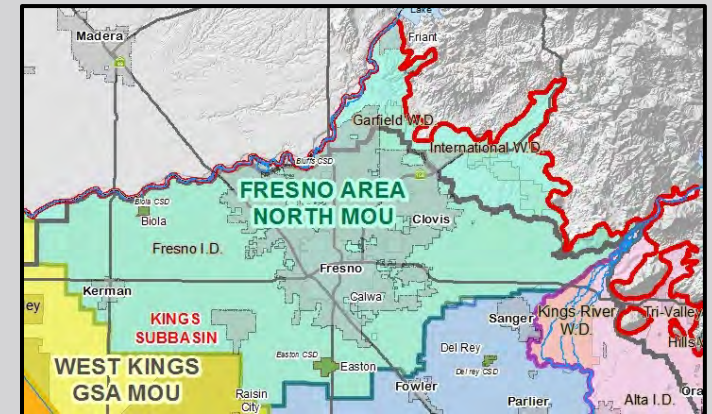 Lake
Friant
Madera
Garfield W.D.
International W.D.
Bluffs CSD
FRESNO AREA
NORTH MOU
Biola CSD
Biola
Clovis
Fresno I.D.
Fresno
Kerman
Calwa
ey
KINGS
SUBBASIN
Sanger
Kings River
W.D.
Tri-Valley
Hills
WEST KINGS
GSA MOU
Easton CSD
Easton
Del Rey
Del rey CSD
Raisin
City
Fowler
Parlier
Alta I.D.
Ora